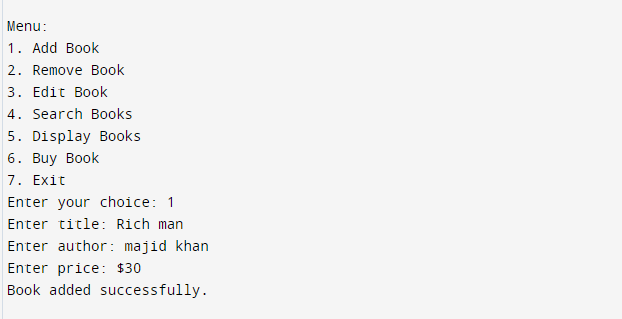 Menu:
1. Add Book
2. Remove Book
3. Edit Book
4. Search Books
5. Display Books
6. Buy Book
7. Exit
Enter your choice: 1
Enter title: Rich man
Enter author: majid khan
Enter price: $30
Book added successfully.